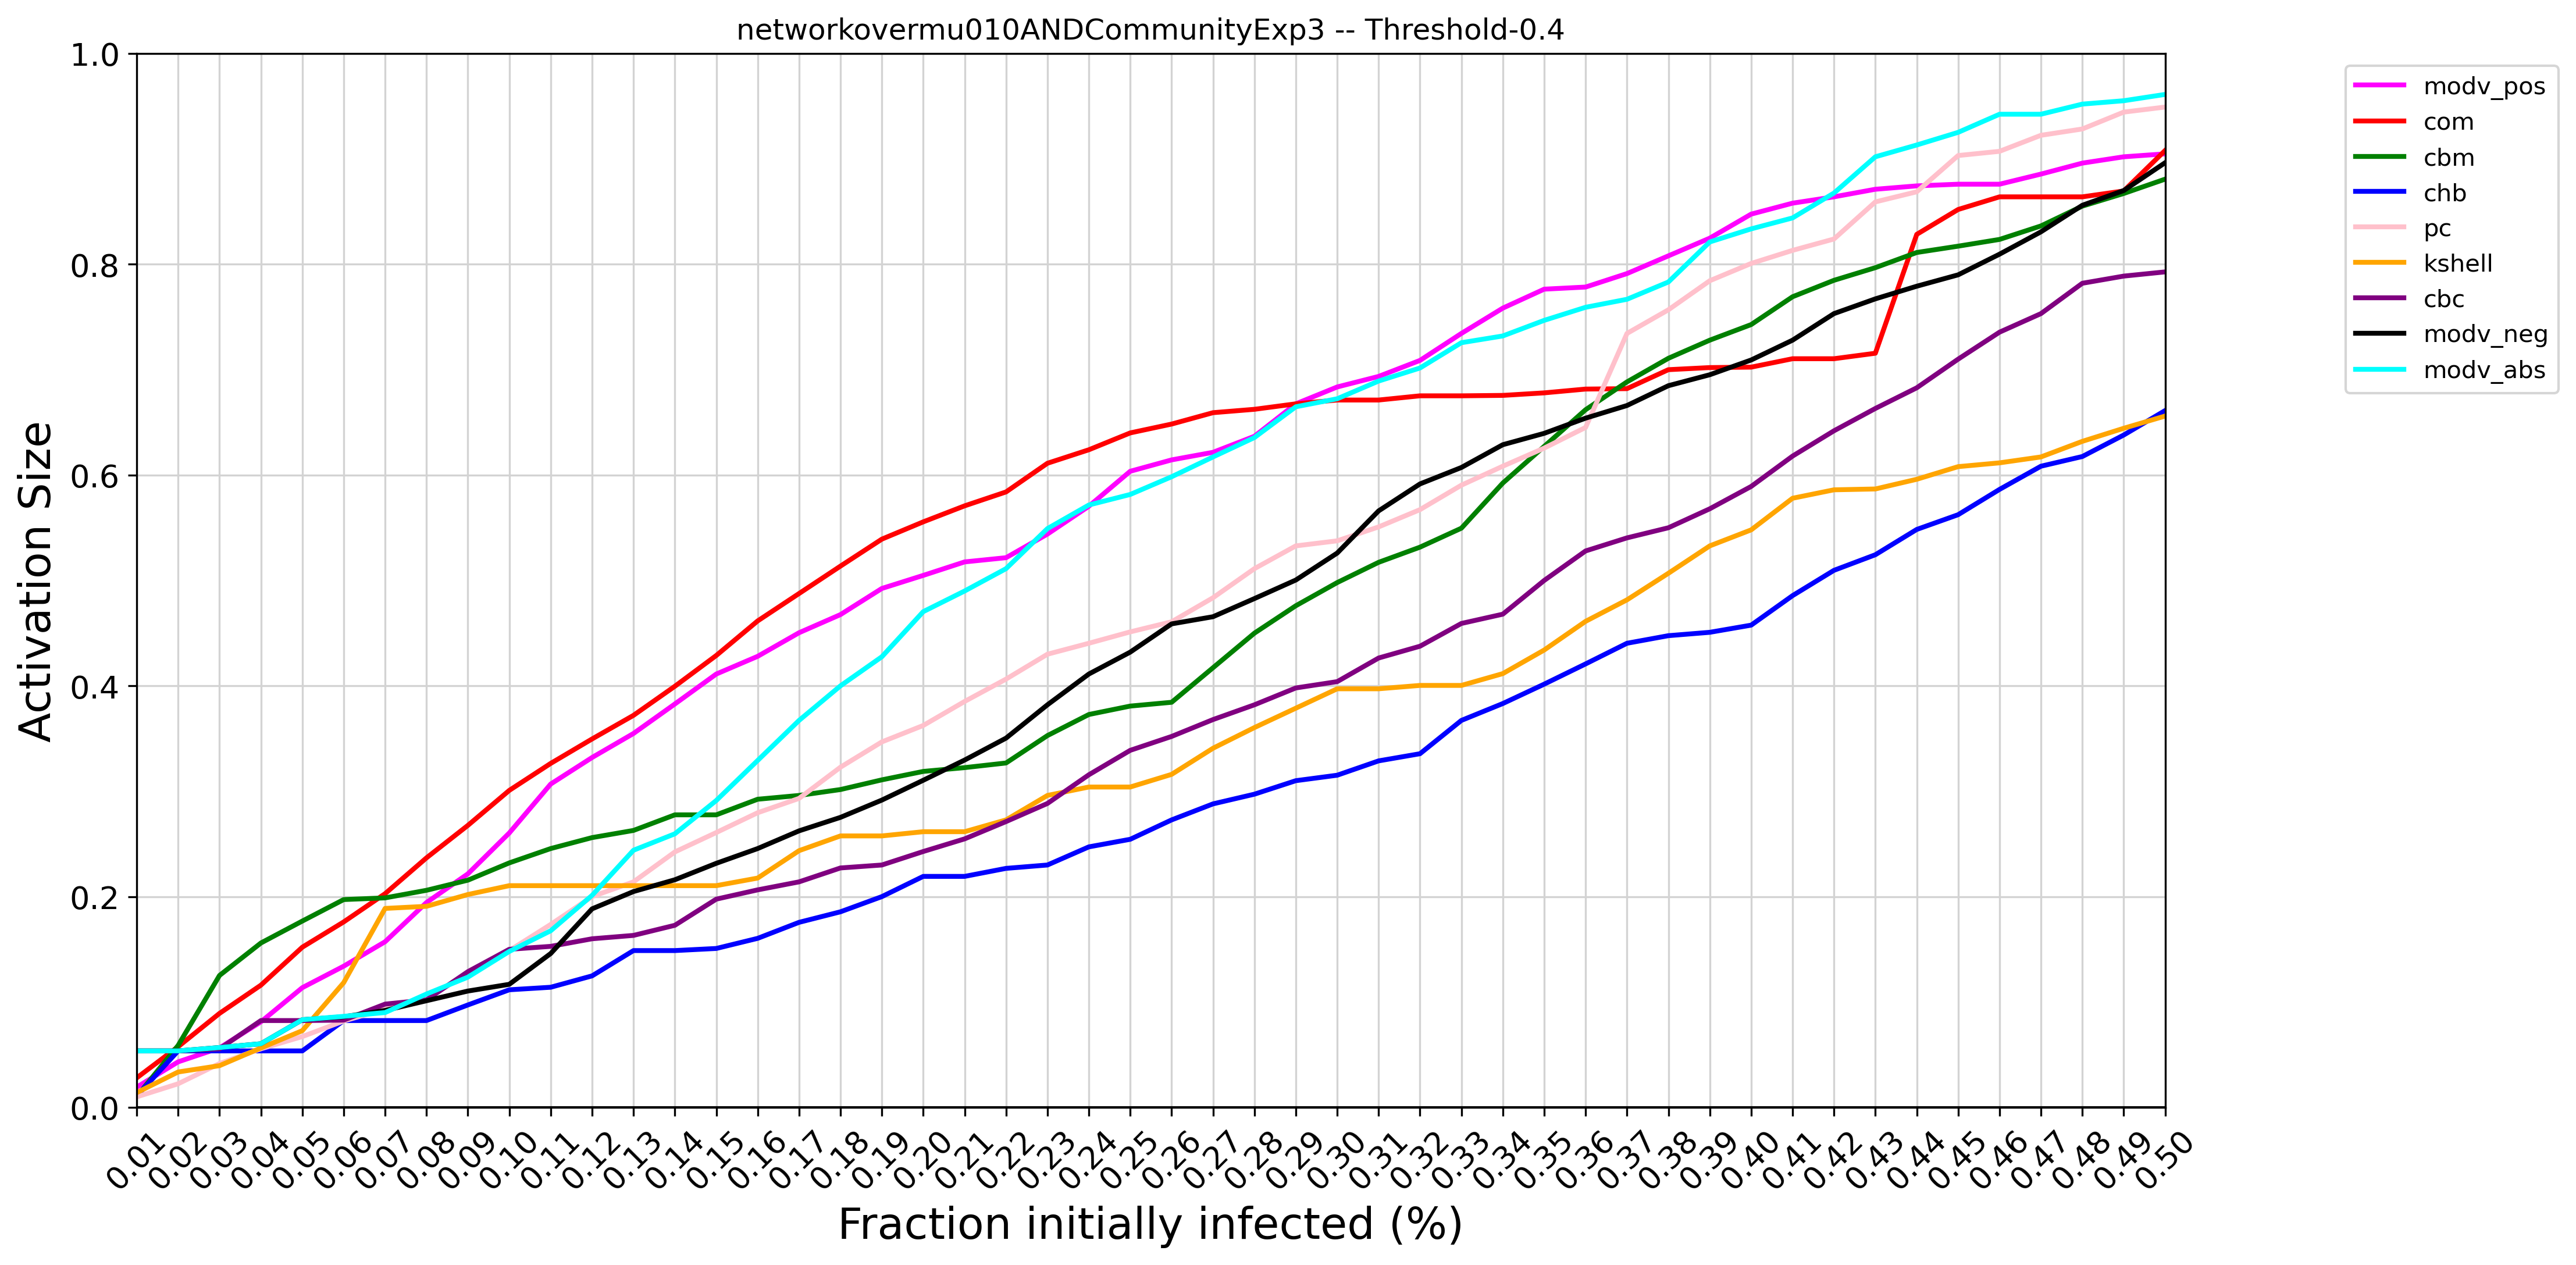 networkovermu010ANDCommunityExp3 -- Threshold-0.4
1.0
0.8
0.6
0.4
0.2
0.0
Activation Size
0.01 0.02 0.03 0.04 0.05 0.06 0.07 0.08 0.09 0.10 0.11 0.12 0.13 0.14 0.15 0.16 0.17 0.18 0.19 0.20 0.21 0.22 0.23 0.24 0.25 0.26 0.27 0.28 0.29 0.30 0.31 0.32 0.33 0.34 0.35 0.36 0.37 0.38 0.39 0.40 0.41 0.42 0.43 0.44 0.45 0.46 0.47 0.48 0.49 0.50
Fraction initially infected (%)
modv_pos
com
cbm
chb
pc
kshell
cbc
modv_neg
modv_abs